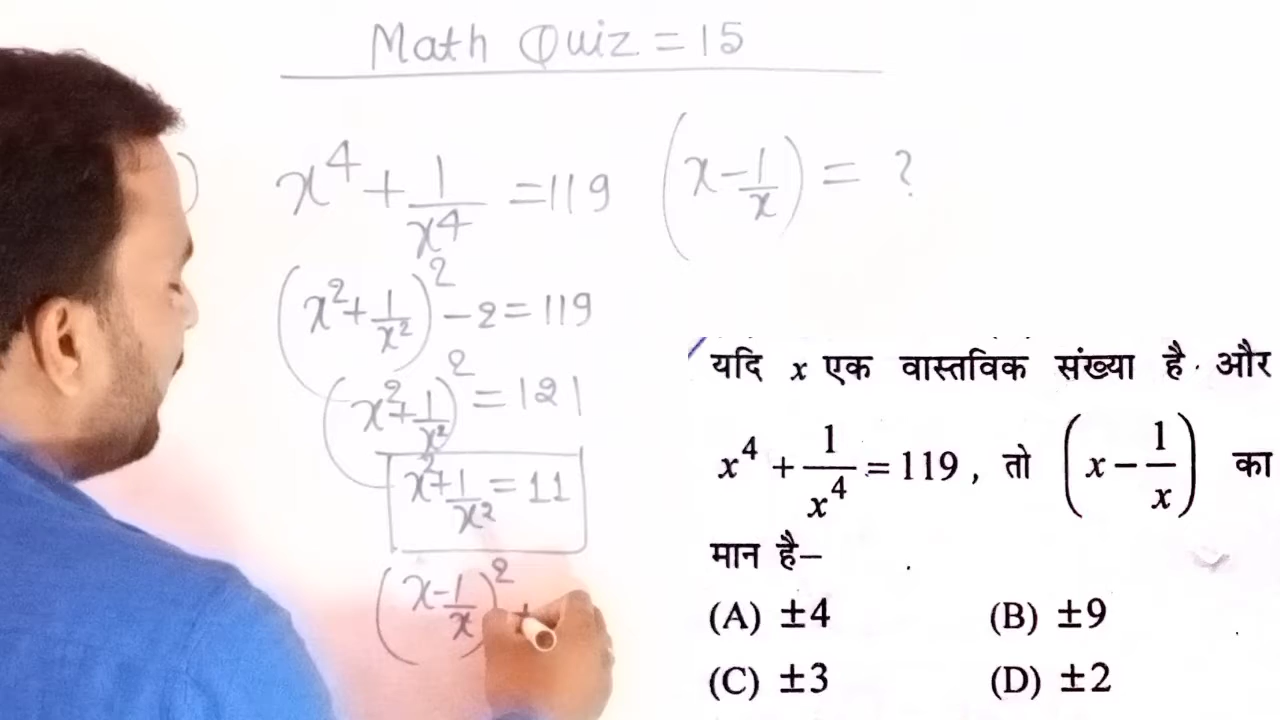 Math Quiz = 15
) x⁴ + 1/x⁴ = 119 (x - 1/x) = ?
(x² + 1/x²)² - 2 = 119
(x² + 1/x²)² = 121
x² + 1/x² = 11
(x - 1/x)² +
यदि x एक वास्तविक संख्या है और
x⁴ + 1/x⁴ = 119, तो (x - 1/x) का
मान है–
(A) ±4 (B) ±9
(C) ±3 (D) ±2